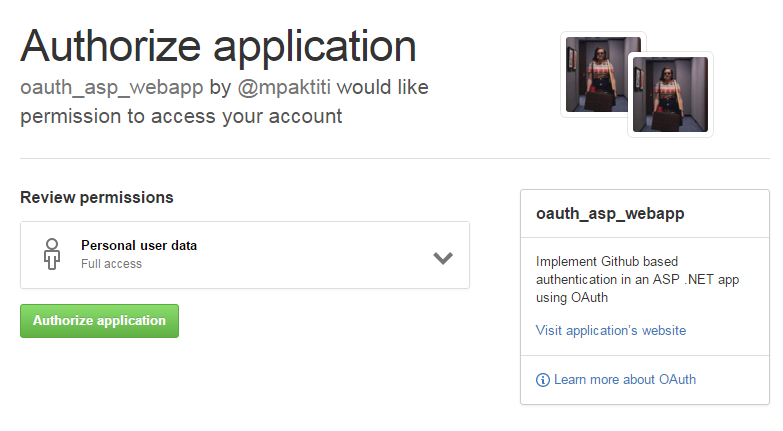 Authorize application
oauth_asp_webapp by @mpaktiti would like
permission to access your account
Review permissions
Personal user data
Full access
Authorize application
oauth_asp_webapp
Implement Github based
authentication in an ASP .NET app
using OAuth
Visit application's website
Learn more about OAuth